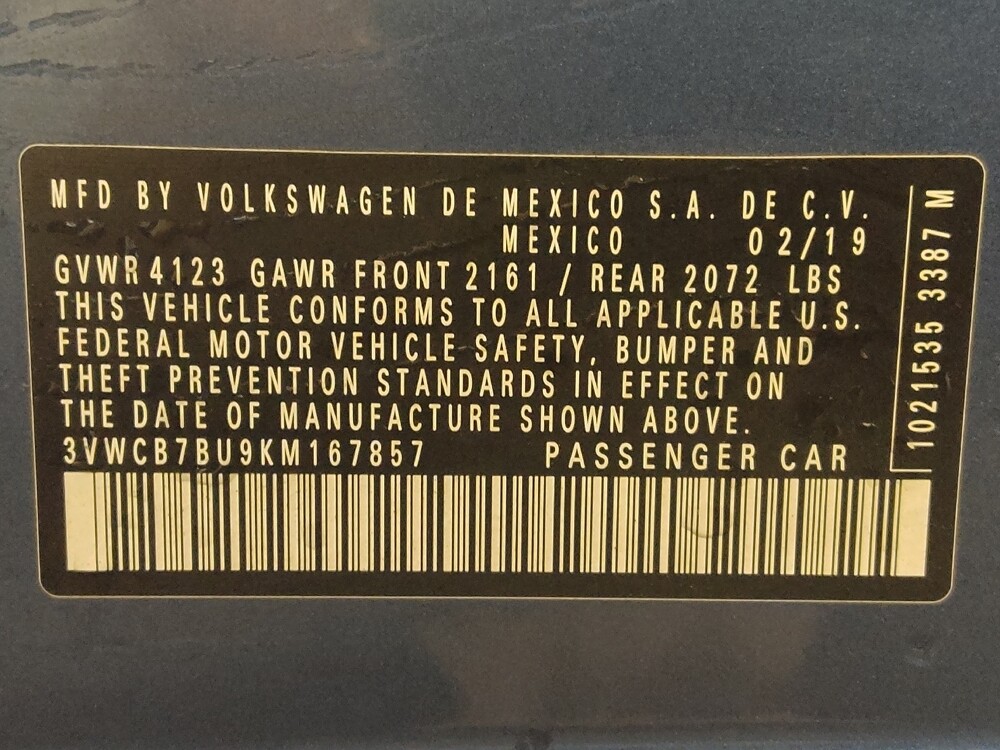 MFD BY VOLKSWAGEN DE MEXICO S.A. DE C.V.
MEXICO 02/19
GVWR 4123 GAWR FRONT 2161 / REAR 2072 LBS
THIS VEHICLE CONFORMS TO ALL APPLICABLE U.S.
FEDERAL MOTOR VEHICLE SAFETY, BUMPER AND
THEFT PREVENTION STANDARDS IN EFFECT ON
THE DATE OF MANUFACTURE SHOWN ABOVE.
3VWCB7BU9KM167857 PASSENGER CAR
1021535 3387 M